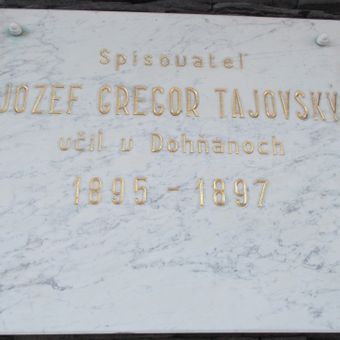 Spisovateľ
JOZEF GREGOR TAJOVSKÝ
učil v Dohňanoch
1895 - 1897